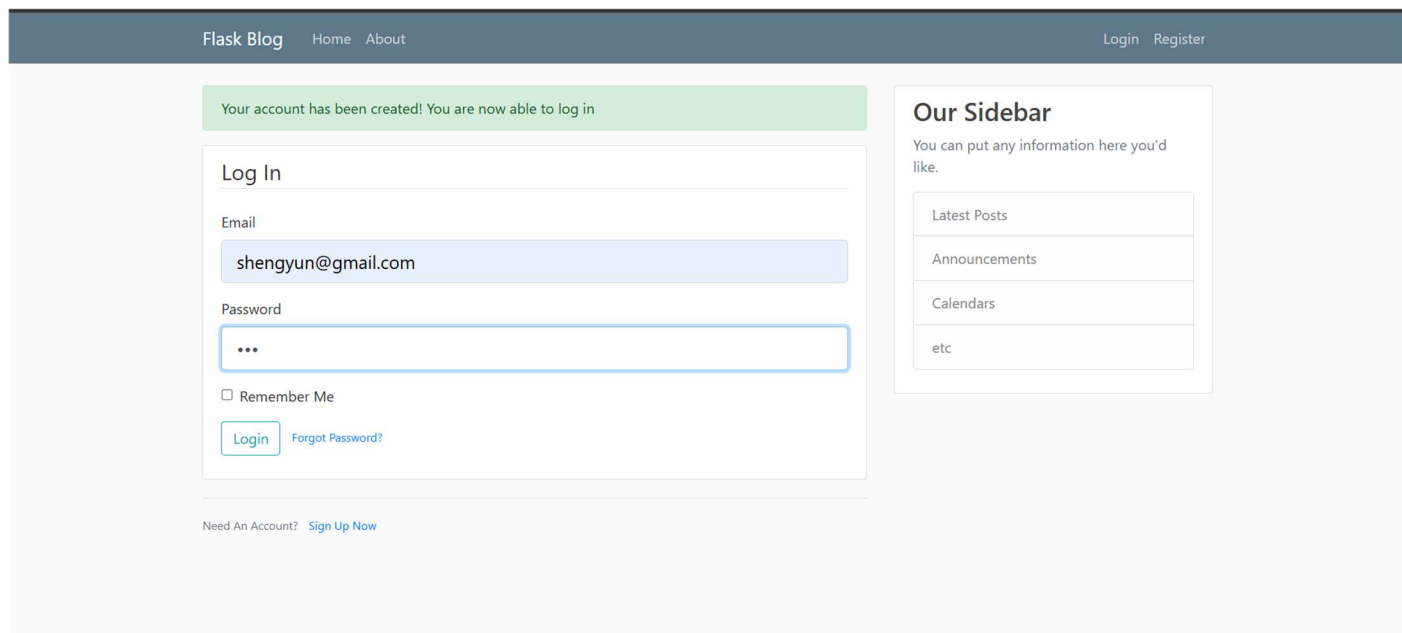 Flask Blog Home About Login Register
Your account has been created! You are now able to log in
Log In
Email
shengyun@gmail.com
Password
•••
Remember Me
Login Forgot Password?
Need An Account? Sign Up Now
Our Sidebar
You can put any information here you'd
like.
Latest Posts
Announcements
Calendars
etc